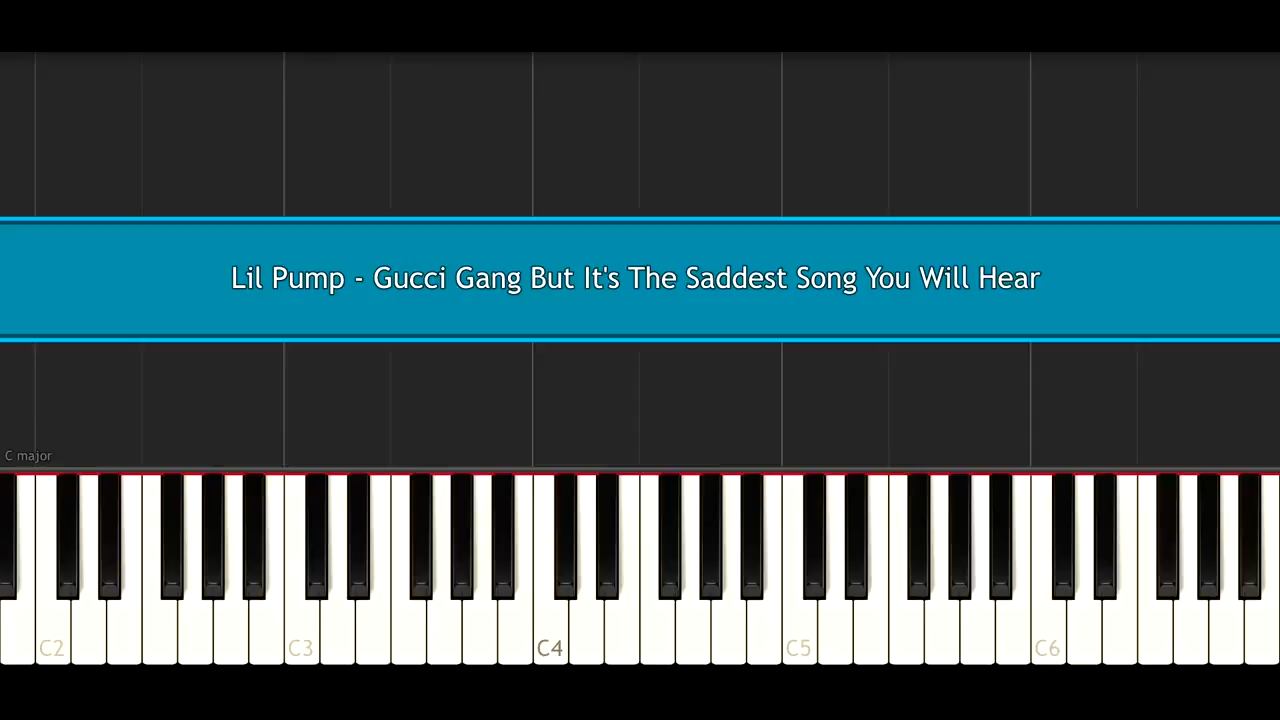 Lil Pump - Gucci Gang But It's The Saddest Song You Will Hear
C major
C2 C3 C4 C5 C6